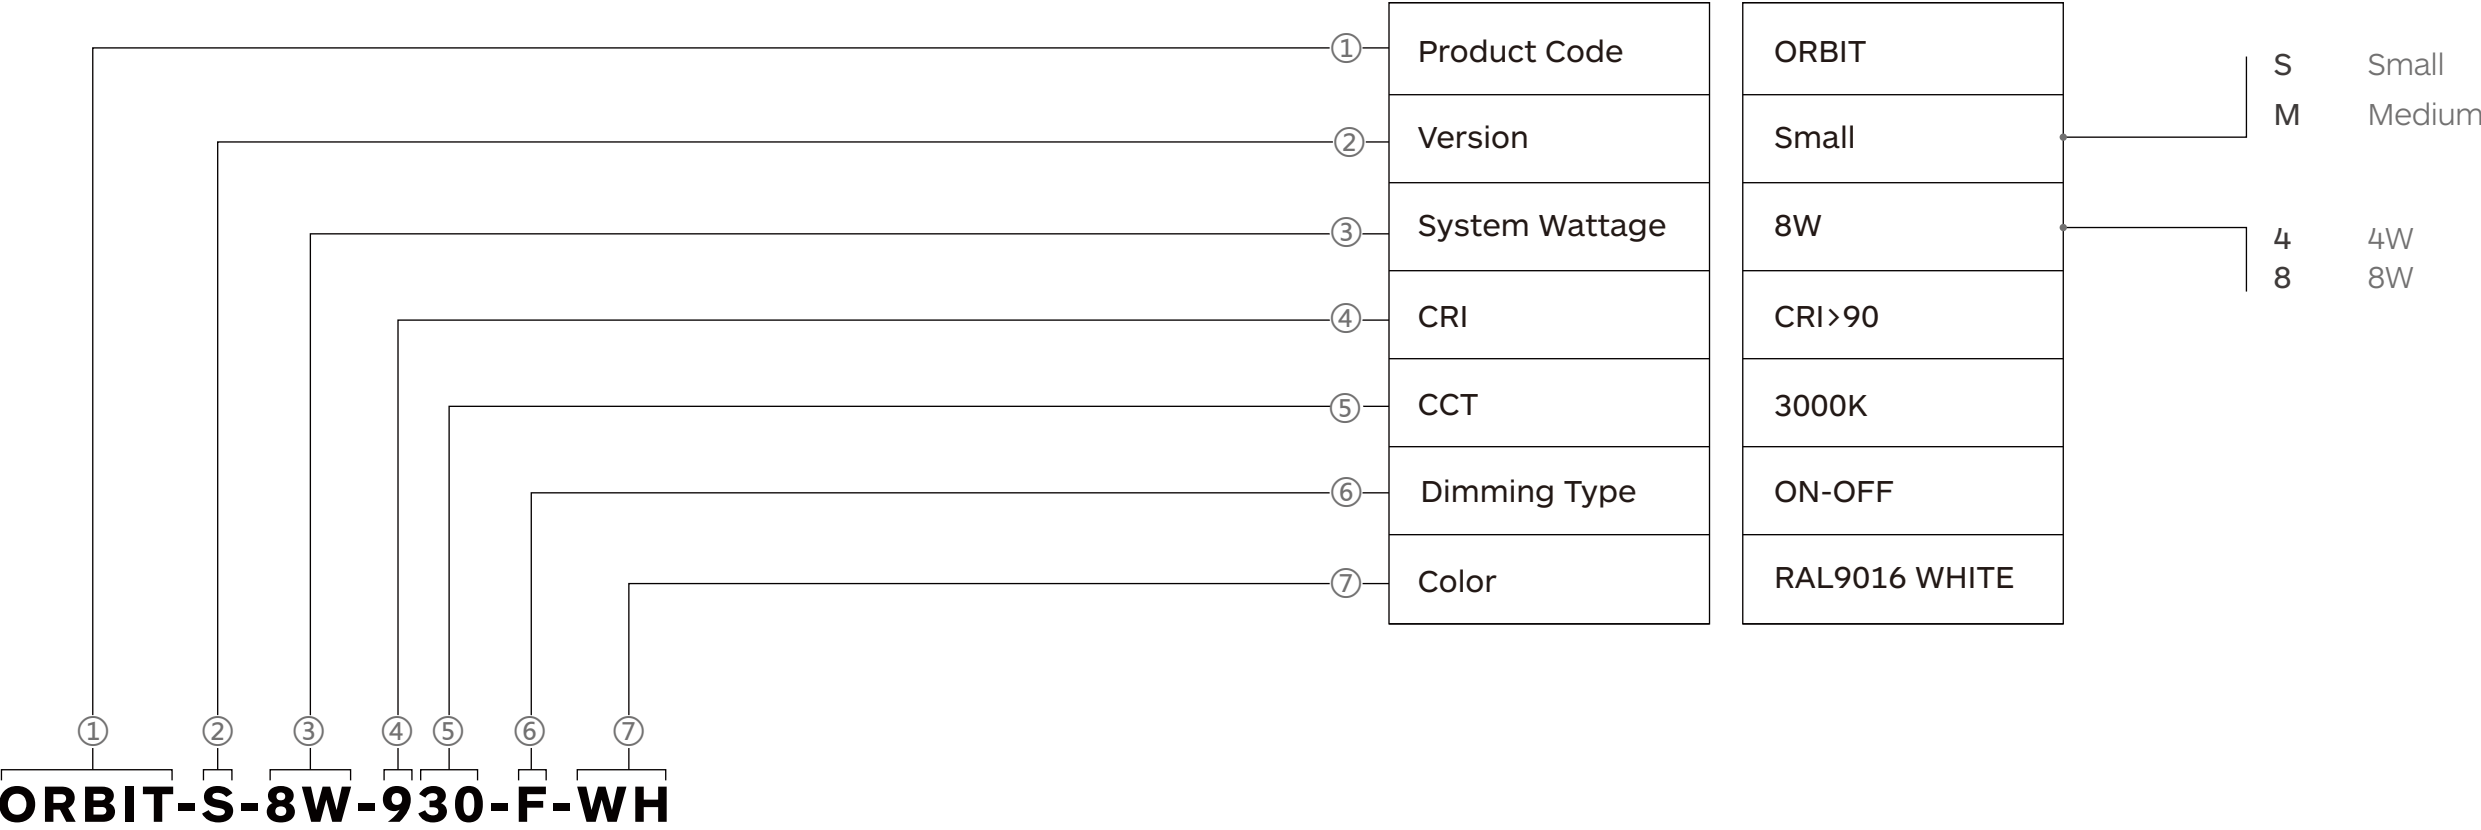 ① Product Code ORBIT
S Small
M Medium
② Version Small
③ System Wattage 8W
4 4W
8 8W
④ CRI CRI>90
⑤ CCT 3000K
⑥ Dimming Type ON-OFF
⑦ Color RAL9016 WHITE
① ② ③ ④ ⑤ ⑥ ⑦
ORBIT-S-8W-930-F-WH